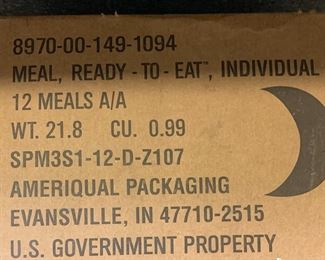 8970-00-149-1094
MEAL, READY-TO-EAT™, INDIVIDUAL
12 MEALS A/A
WT. 21.8 CU. 0.99
SPM3S1-12-D-Z107
AMERIQUAL PACKAGING
EVANSVILLE, IN 47710-2515
U.S. GOVERNMENT PROPERTY